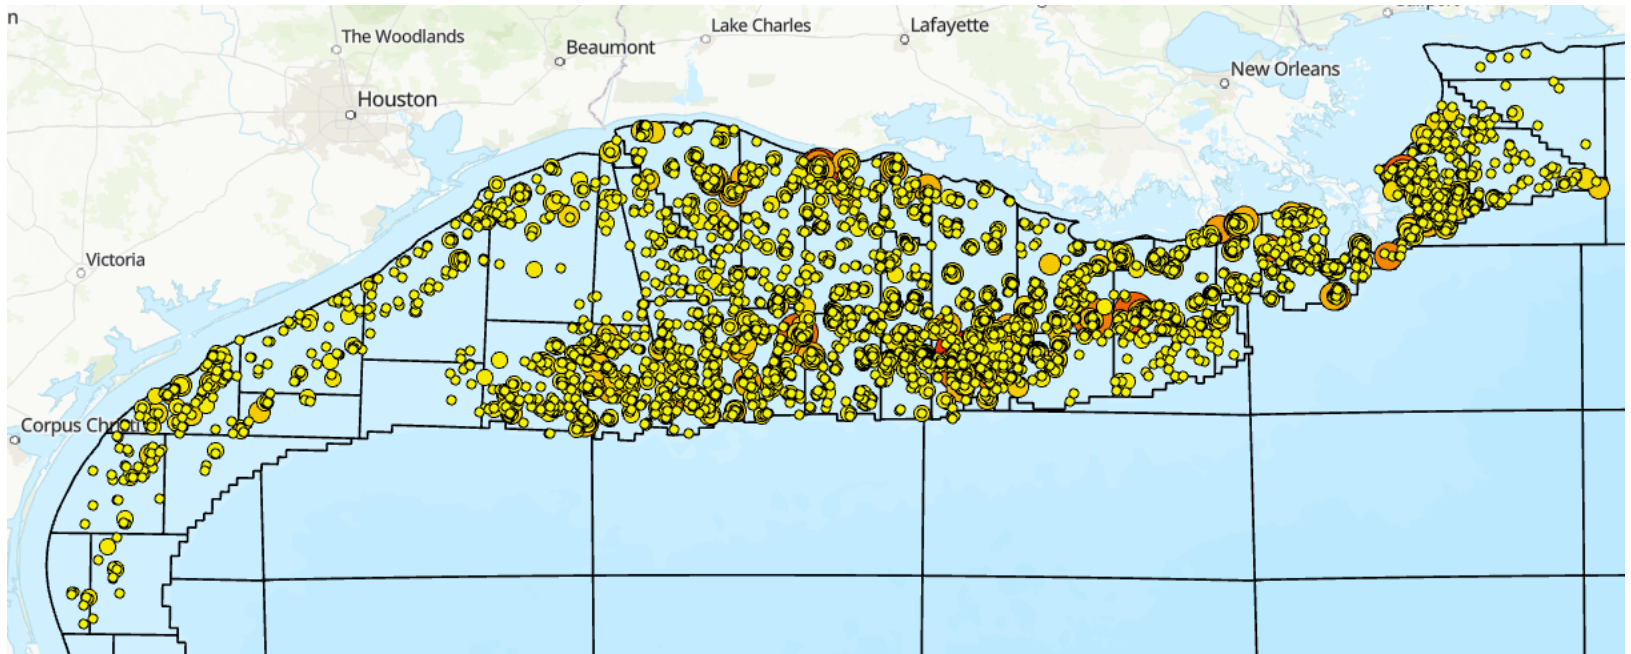 n
The Woodlands
Beaumont
Lake Charles
Lafayette
Houston
New Orleans
Victoria
Corpus Christi